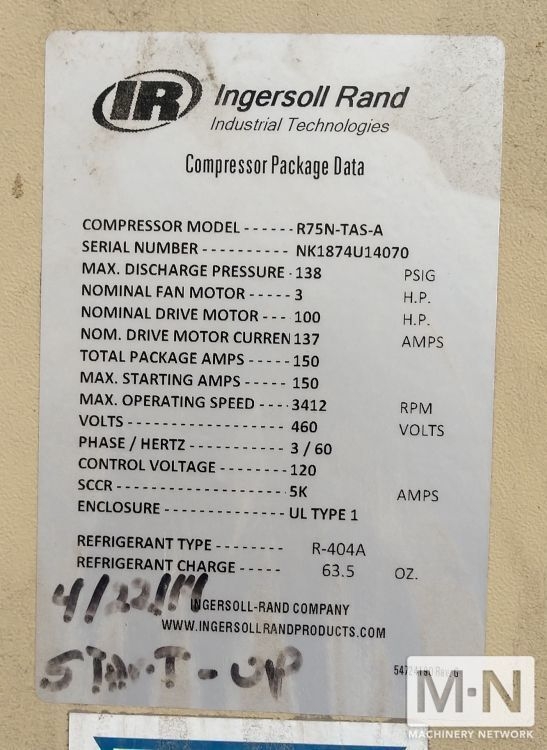 IR Ingersoll Rand
Industrial Technologies
Compressor Package Data
COMPRESSOR MODEL ------ R75N-TAS-A
SERIAL NUMBER ---------- NK1874U14070
MAX. DISCHARGE PRESSURE - 138 PSIG
NOMINAL FAN MOTOR ---- 3 H.P.
NOMINAL DRIVE MOTOR --- 100 H.P.
NOM. DRIVE MOTOR CURREN 137 AMPS
TOTAL PACKAGE AMPS ---- 150
MAX. STARTING AMPS ----- 150
MAX. OPERATING SPEED --- 3412 RPM
VOLTS ----------------- 460 VOLTS
PHASE / HERTZ ----------- 3 / 60
CONTROL VOLTAGE -------- 120
SCCR ------------------ 5K AMPS
ENCLOSURE ------------- UL TYPE 1
REFRIGERANT TYPE ------- R-404A
REFRIGERANT CHARGE ---- 63.5 OZ.
4/22/
INGERSOLL-RAND COMPANY
WWW.INGERSOLLRANDPRODUCTS.COM
START-UP
M-N
MACHINERY NETWORK